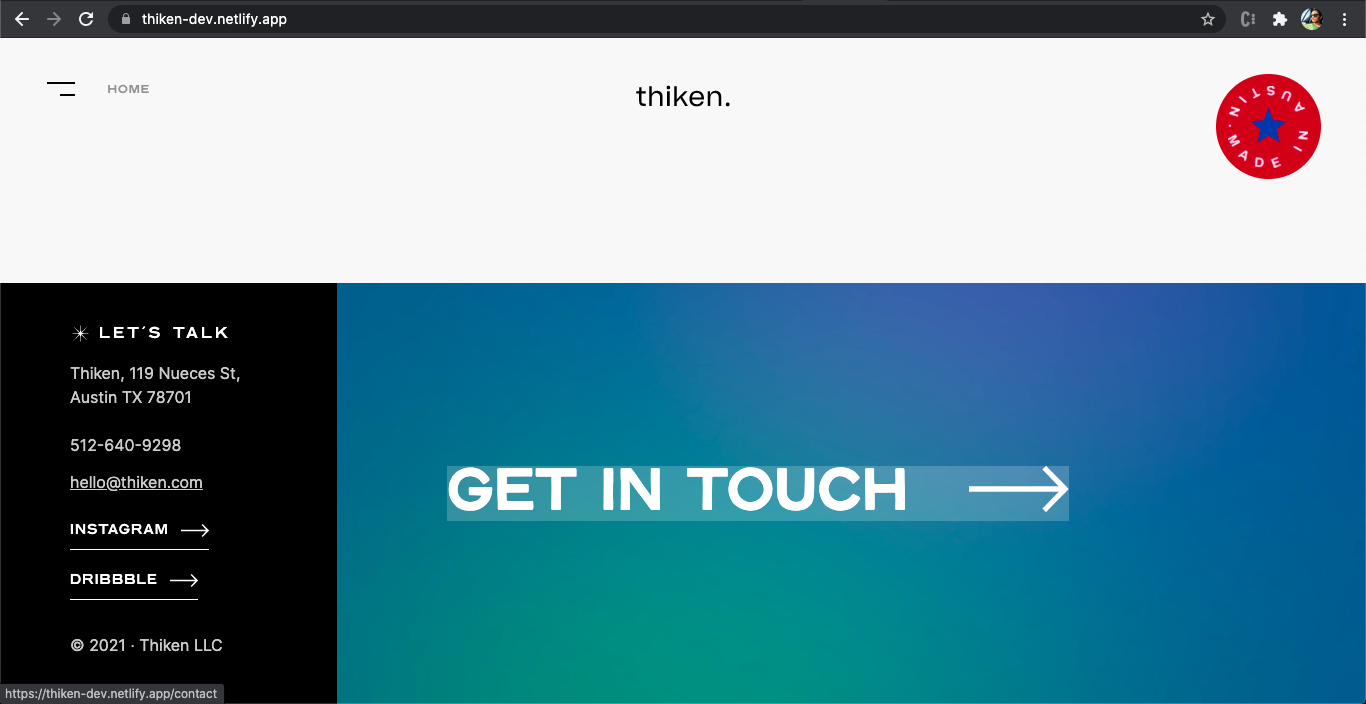 thiken-dev.netlify.app
HOME
thiken.
MADE IN AUSTIN.
LET'S TALK
Thiken, 119 Nueces St,
Austin TX 78701
512-640-9298
hello@thiken.com
INSTAGRAM
DRIBBBLE
© 2021 · Thiken LLC
GET IN TOUCH
https://thiken-dev.netlify.app/contact